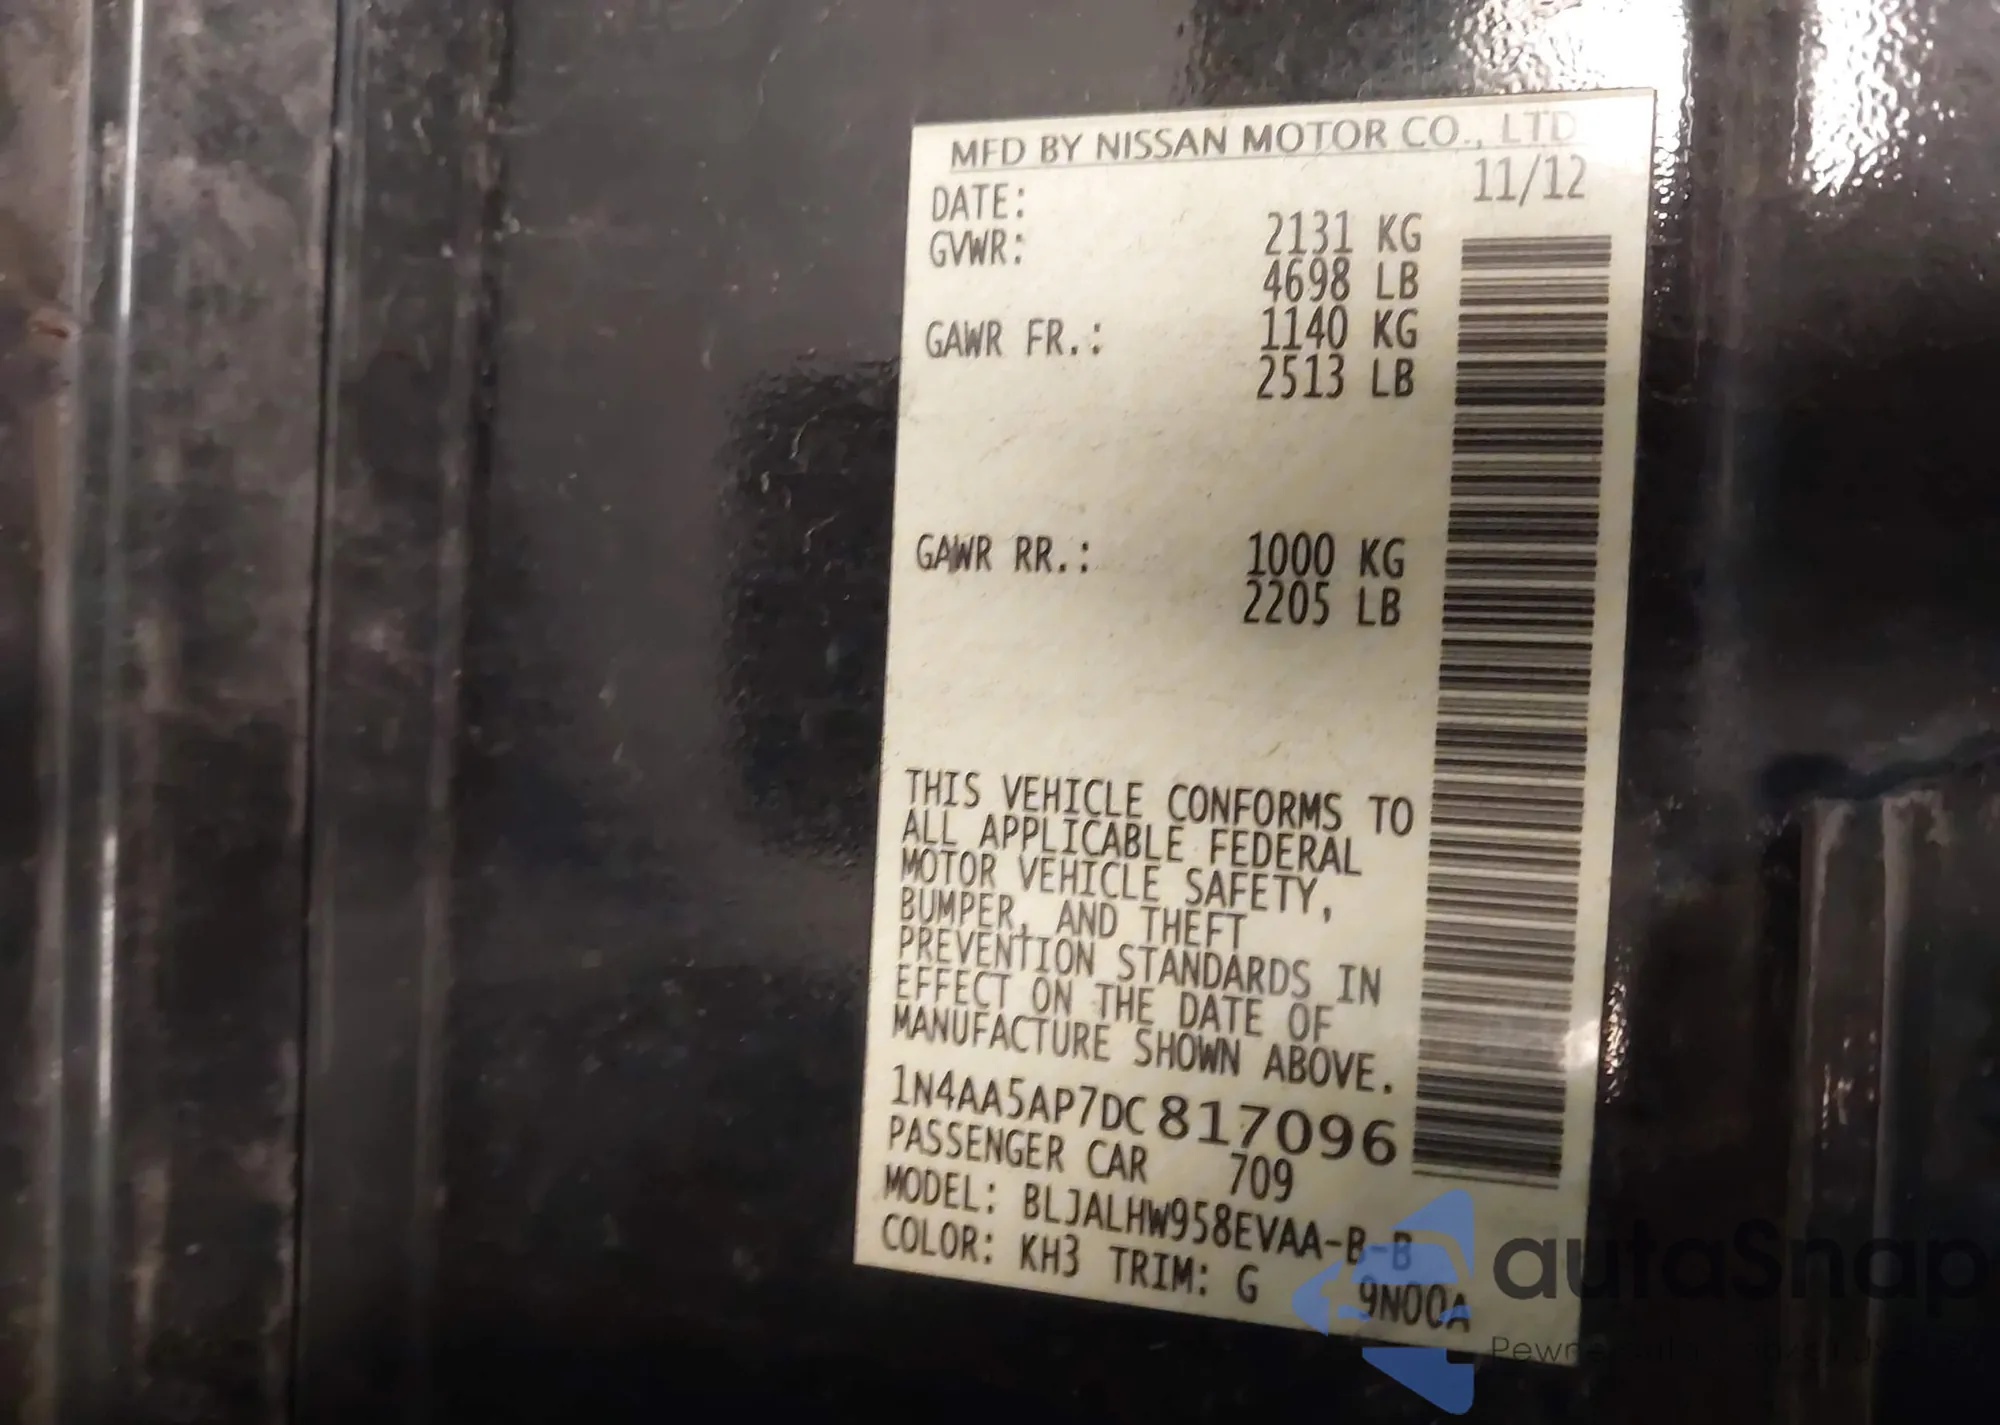 MFD BY NISSAN MOTOR CO., LTD
DATE: 11/12
GVWR: 2131 KG
4698 LB
GAWR FR.: 1140 KG
2513 LB
GAWR RR.: 1000 KG
2205 LB
THIS VEHICLE CONFORMS TO
ALL APPLICABLE FEDERAL
MOTOR VEHICLE SAFETY,
BUMPER, AND THEFT
PREVENTION STANDARDS IN
EFFECT ON THE DATE OF
MANUFACTURE SHOWN ABOVE.
1N4AA5AP7DC817096
PASSENGER CAR 709
MODEL: BLJALHW958EVAA-B-B
COLOR: KH3 TRIM: G 9N00A
autaSnap